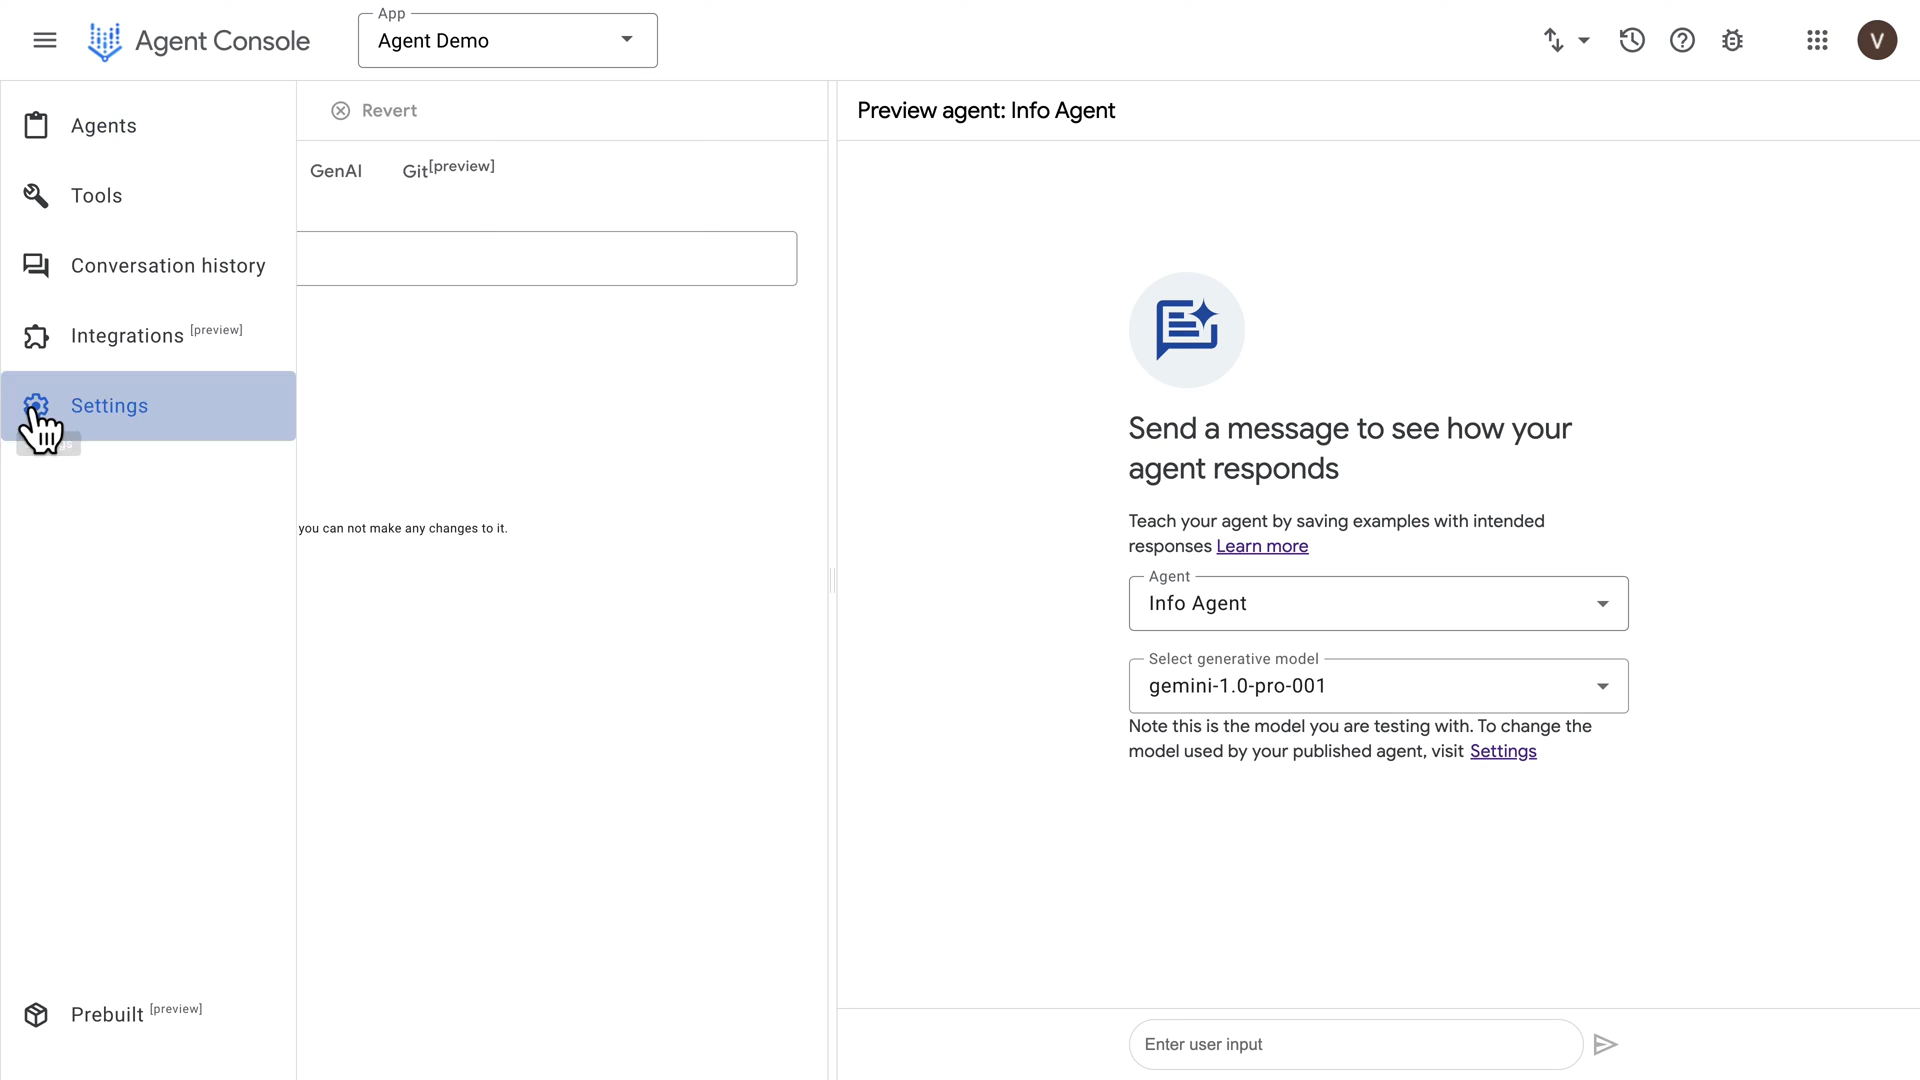 Agent Console
App
Agent Demo
V
Agents
Tools
Conversation history
Integrations [preview]
Settings
Prebuilt [preview]
Revert
GenAI
Git[preview]
you can not make any changes to it.
Preview agent: Info Agent
Send a message to see how your
agent responds
Teach your agent by saving examples with intended
responses Learn more
Agent
Info Agent
Select generative model
gemini-1.0-pro-001
Note this is the model you are testing with. To change the
model used by your published agent, visit Settings
Enter user input